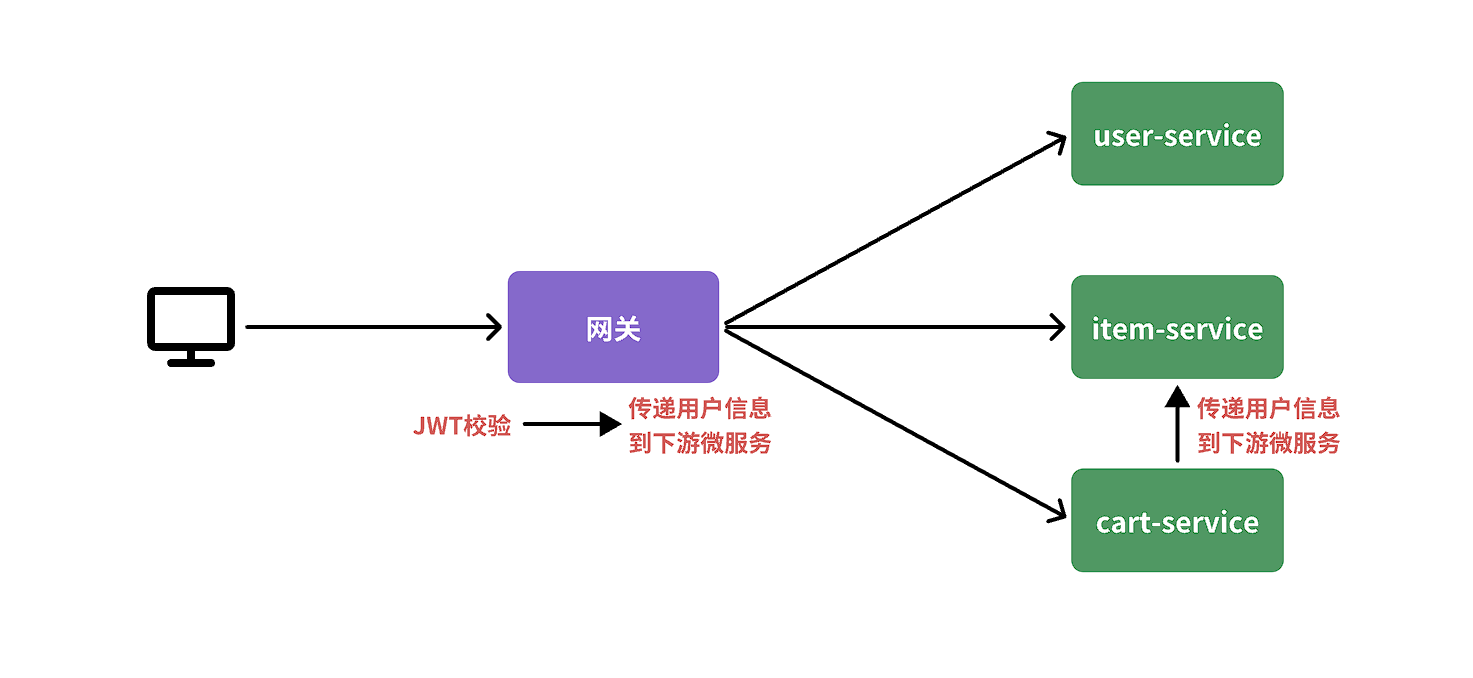 user-service
网关
item-service
JWT校验
传递用户信息
到下游微服务
传递用户信息
到下游微服务
cart-service